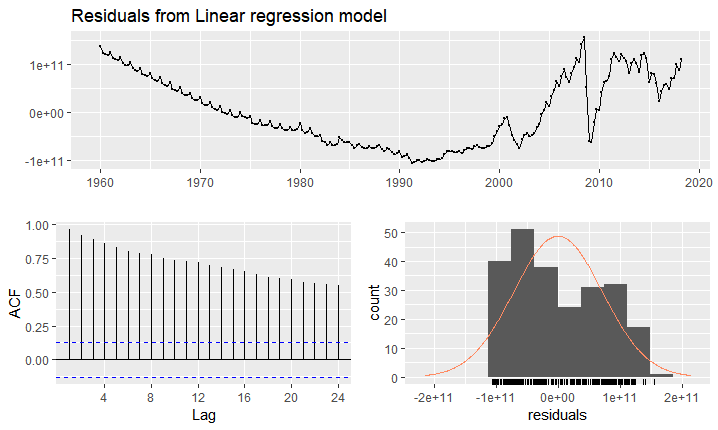 Residuals from Linear regression model
1e+11
0e+00
-1e+11
1960 1970 1980 1990 2000 2010 2020
1.00
0.75
0.50
0.25
0.00
ACF
4 8 12 16 20 24
Lag
50
40
30
20
10
0
count
-2e+11 -1e+11 0e+00 1e+11 2e+11
residuals